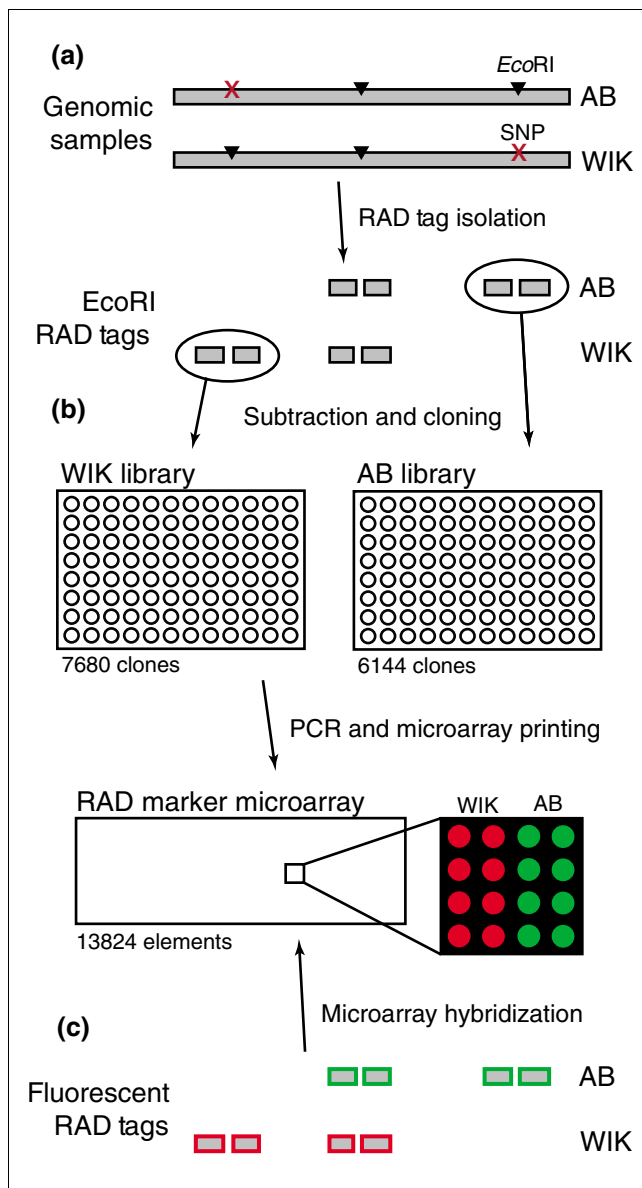 (a)
Genomic
samples
EcoRI
X
AB
SNP
X
WIK
RAD tag isolation
EcoRI
RAD tags
AB
WIK
(b)
Subtraction and cloning
WIK library
AB library
7680 clones
6144 clones
PCR and microarray printing
RAD marker microarray
WIK
AB
13824 elements
Microarray hybridization
(c)
Fluorescent
RAD tags
AB
WIK